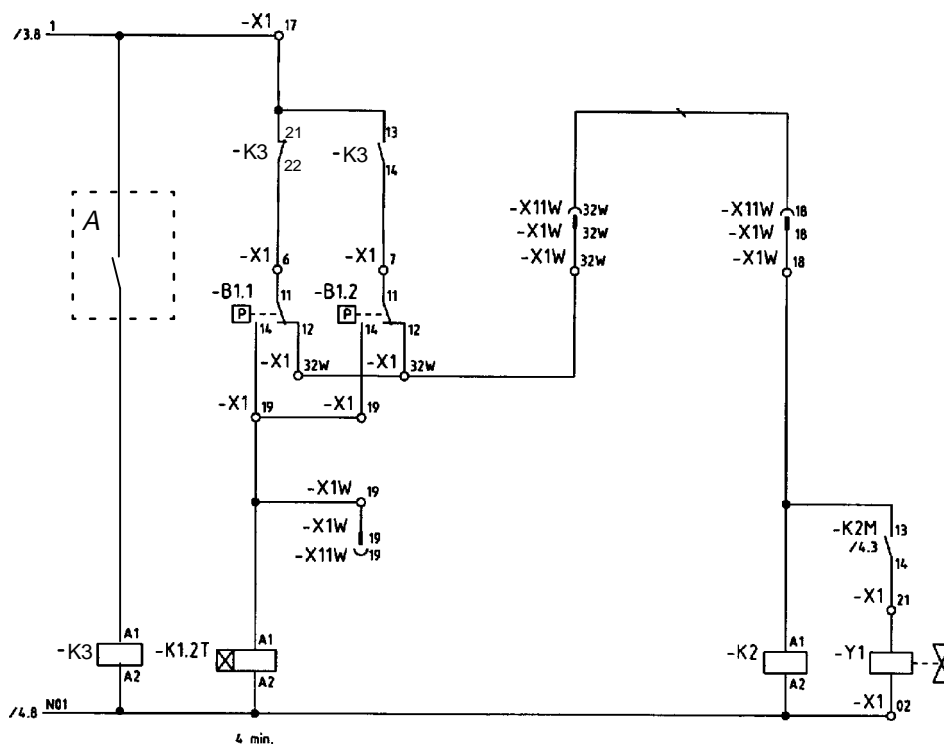 -X1 17
/3.8 1
21
13
-K3
-K3
22
14
A
-X11W 32W
-X1W 32W
-X1W 32W
-X11W 18
-X1W 18
-X1W 18
-X1 6
-X1 7
-B1.1 11
-B1.2 11
P
P
14 12
14 12
-X1 32W
-X1 32W
-X1 19
-X1 19
-X1W 19
-X1W 19
-X11W 19
-K2M 13
/4.3
14
-X1 21
-K3 A1
A2
-K1.2T A1
A2
-K2 A1
A2
-Y1
-X1 02
/4.8 N01
4 min.